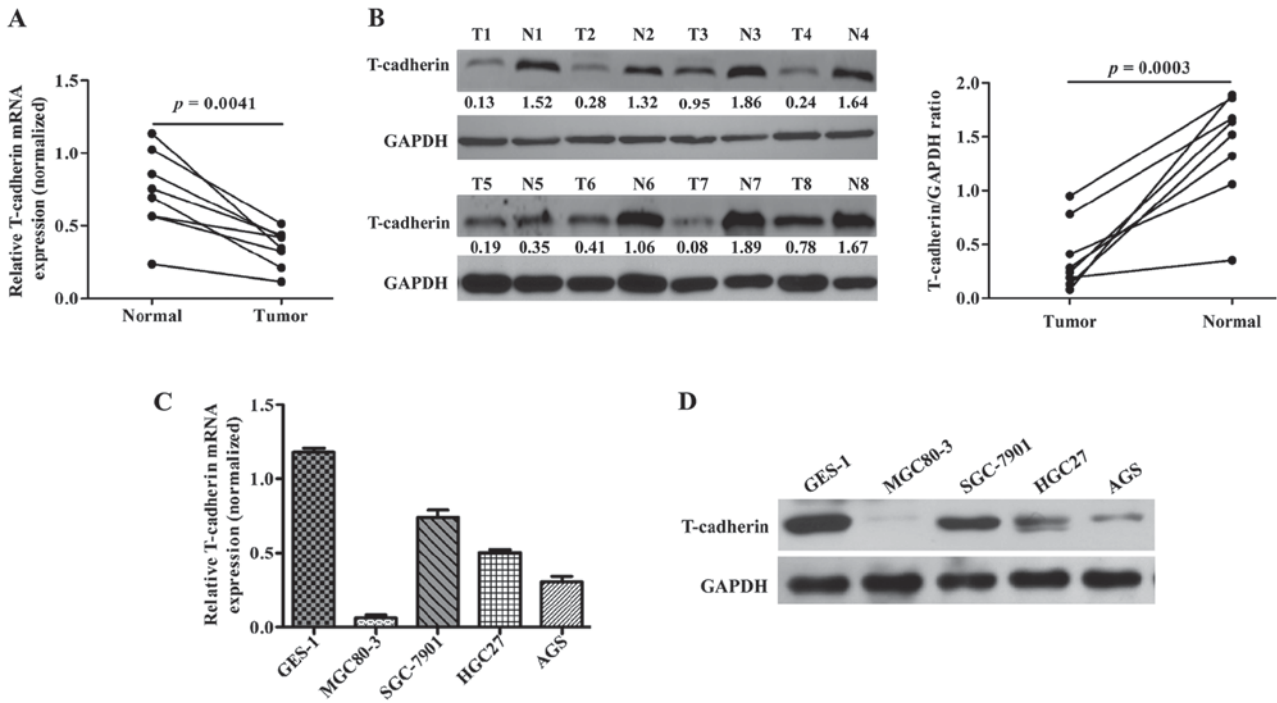 A
Relative T-cadherin mRNA
expression (normalized)
1.5
1.0
0.5
0.0
p = 0.0041
Normal Tumor
B
T1 N1 T2 N2 T3 N3 T4 N4
T-cadherin
0.13 1.52 0.28 1.32 0.95 1.86 0.24 1.64
GAPDH
T5 N5 T6 N6 T7 N7 T8 N8
T-cadherin
0.19 0.35 0.41 1.06 0.08 1.89 0.78 1.67
GAPDH
T-cadherin/GAPDH ratio
2.0
1.5
1.0
0.5
0.0
p = 0.0003
Tumor Normal
C
Relative T-cadherin mRNA
expression (normalized)
1.5
1.0
0.5
0.0
GES-1 MGC80-3 SGC-7901 HGC27 AGS
D
GES-1 MGC80-3 SGC-7901 HGC27 AGS
T-cadherin
GAPDH